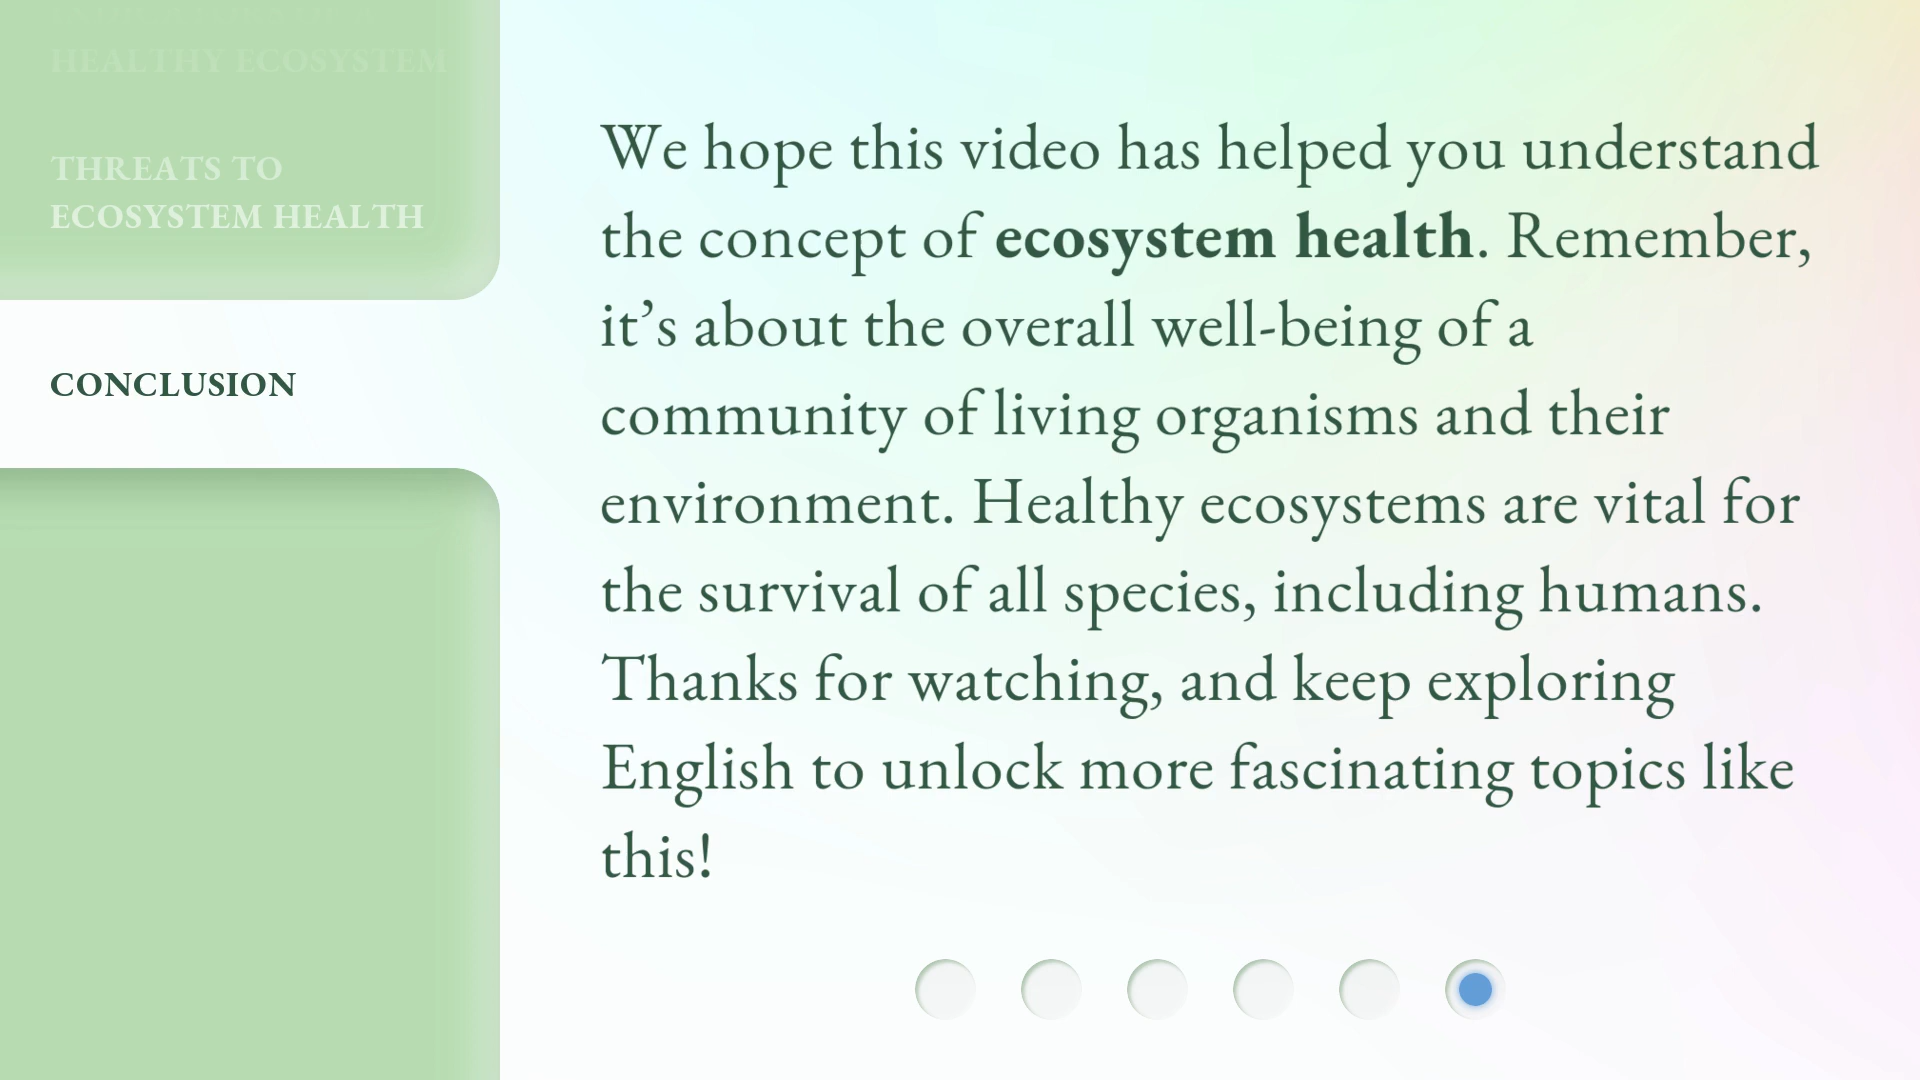 HEALTHY ECOSYSTEM
THREATS TO
ECOSYSTEM HEALTH
CONCLUSION
We hope this video has helped you understand
the concept of ecosystem health. Remember,
it’s about the overall well-being of a
community of living organisms and their
environment. Healthy ecosystems are vital for
the survival of all species, including humans.
Thanks for watching, and keep exploring
English to unlock more fascinating topics like
this!